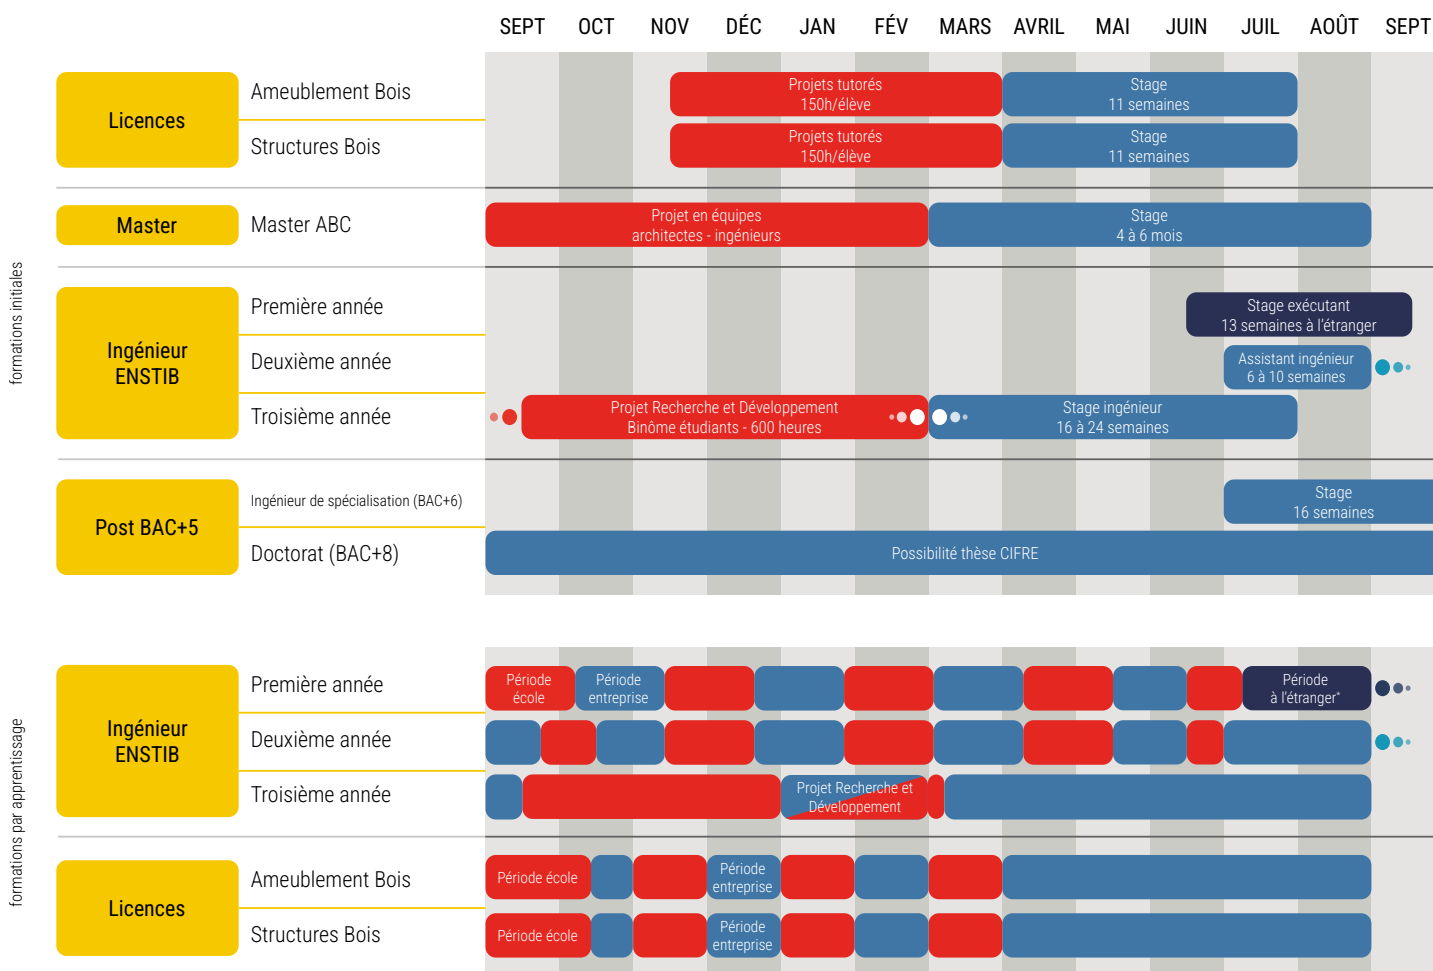 SEPT OCT NOV DÉC JAN FÉV MARS AVRIL MAI JUIN JUIL AOÛT SEPT
formations initiales
Licences
Ameublement Bois
Projets tutorés
150h/élève
Stage
11 semaines
Structures Bois
Projets tutorés
150h/élève
Stage
11 semaines
Master
Master ABC
Projet en équipes
architectes - ingénieurs
Stage
4 à 6 mois
Ingénieur
ENSTIB
Première année
Stage exécutant
13 semaines à l'étranger
Deuxième année
Assistant ingénieur
6 à 10 semaines
Troisième année
Projet Recherche et Développement
Binôme étudiants - 600 heures
Stage ingénieur
16 à 24 semaines
Post BAC+5
Ingénieur de spécialisation (BAC+6)
Stage
16 semaines
Doctorat (BAC+8)
Possibilité thèse CIFRE
formations par apprentissage
Ingénieur
ENSTIB
Première année
Période
école
Période
entreprise
Période
à l'étranger*
Deuxième année
Troisième année
Projet Recherche et
Développement
Licences
Ameublement Bois
Période école
Période
entreprise
Structures Bois
Période école
Période
entreprise